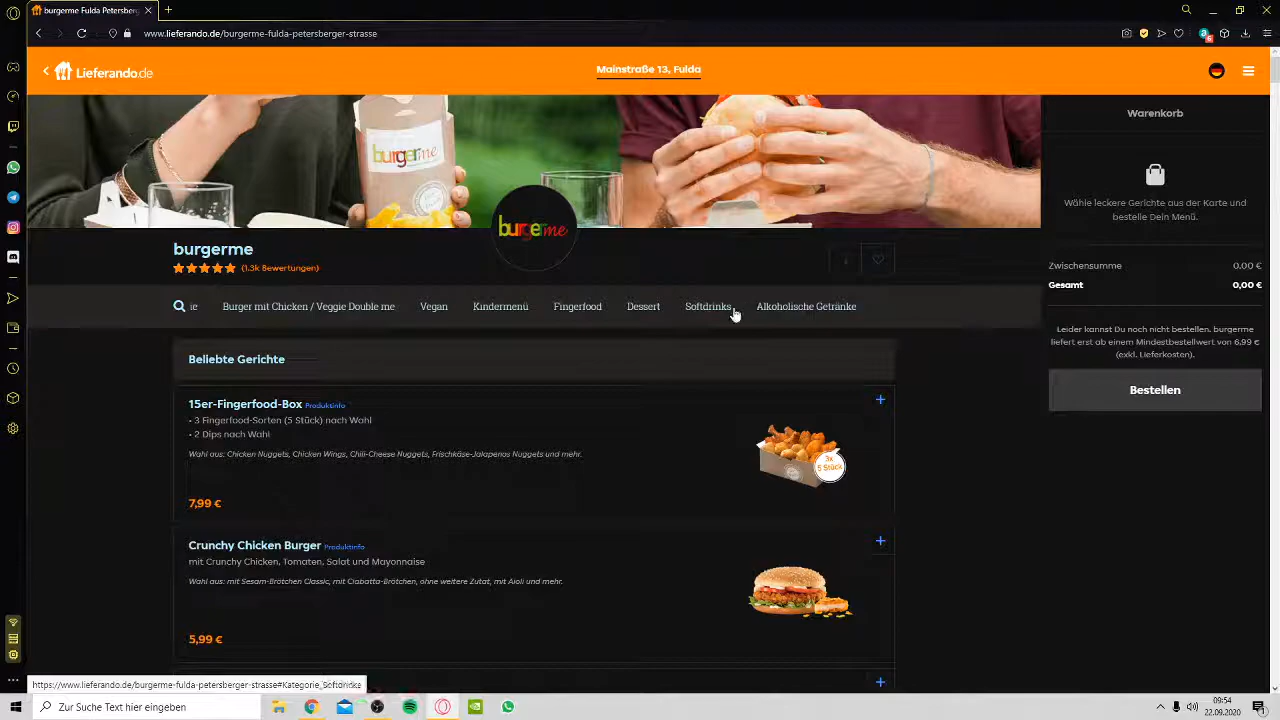 burgerme Fulda Petersberg
www.lieferando.de/burgerme-fulda-petersberger-strasse
Lieferando.de
Mainstraße 13, Fulda
burgerme
burgerme
burgerme
(1.3k Bewertungen)
ie
Burger mit Chicken / Veggie Double me
Vegan
Kindermenü
Fingerfood
Dessert
Softdrinks
Alkoholische Getränke
Beliebte Gerichte
15er-Fingerfood-Box Produktinfo
• 3 Fingerfood-Sorten (5 Stück) nach Wahl
• 2 Dips nach Wahl
Wahl aus: Chicken Nuggets, Chicken Wings, Chili-Cheese Nuggets, Frischkäse-Jalapenos Nuggets und mehr.
7,99 €
3x
5 Stück
Crunchy Chicken Burger Produktinfo
mit Crunchy Chicken, Tomaten, Salat und Mayonnaise
Wahl aus: mit Sesam-Brötchen Classic, mit Ciabatta-Brötchen, ohne weitere Zutat, mit Aioli und mehr.
5,99 €
Warenkorb
Wähle leckere Gerichte aus der Karte und
bestelle Dein Menü.
Zwischensumme 0,00 €
Gesamt 0,00 €
Leider kannst Du noch nicht bestellen. burgerme
liefert erst ab einem Mindestbestellwert von 6,99 €
(exkl. Lieferkosten).
Bestellen
https://www.lieferando.de/burgerme-fulda-petersberger-strasse#Kategorie_Softdrinks
Zur Suche Text hier eingeben
09:54
22.09.2020